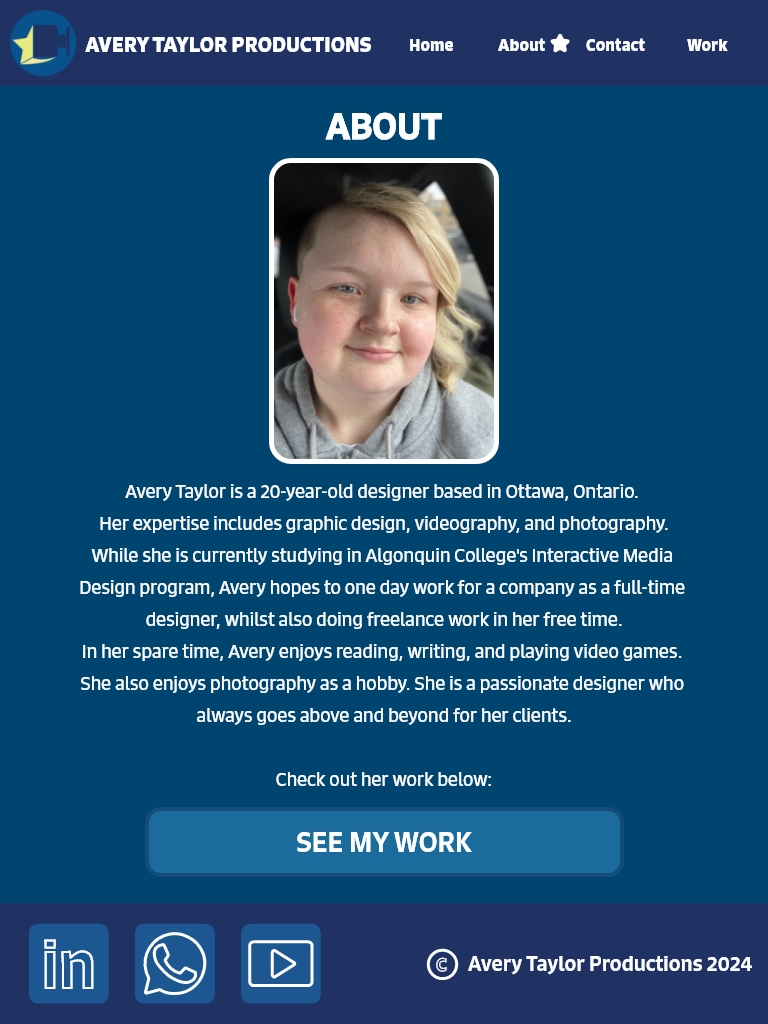 AVERY TAYLOR PRODUCTIONS Home About Contact Work
ABOUT
Avery Taylor is a 20-year-old designer based in Ottawa, Ontario.
Her expertise includes graphic design, videography, and photography.
While she is currently studying in Algonquin College's Interactive Media
Design program, Avery hopes to one day work for a company as a full-time
designer, whilst also doing freelance work in her free time.
In her spare time, Avery enjoys reading, writing, and playing video games.
She also enjoys photography as a hobby. She is a passionate designer who
always goes above and beyond for her clients.
Check out her work below:
SEE MY WORK
in © Avery Taylor Productions 2024